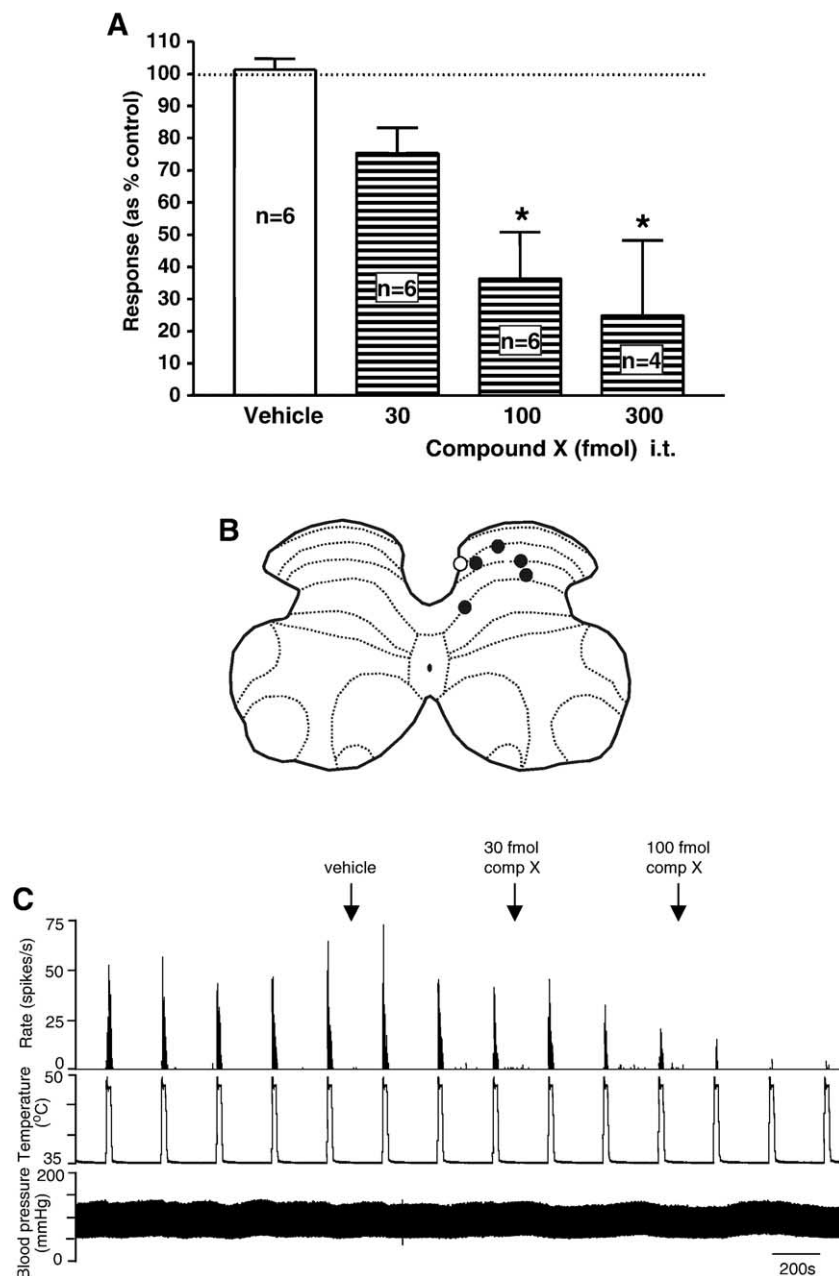 A
110
100
90
80
70
60
50
40
30
20
10
0
Response (as % control)
n=6
n=6
n=6
n=4
*
*
Vehicle 30 100 300
Compound X (fmol) i.t.
B
C
vehicle
30 fmol
comp X
100 fmol
comp X
75
50
25
0
Rate (spikes/s)
50
35
Temperature
(°C)
200
0
Blood pressure
(mmHg)
200s